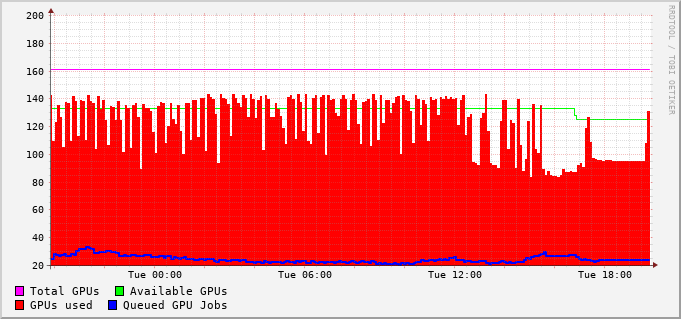 200
180
160
140
120
100
80
60
40
20
Tue 00:00 Tue 06:00 Tue 12:00 Tue 18:00
Total GPUs Available GPUs
GPUs used Queued GPU Jobs
RRDTOOL / TOBI OETIKER